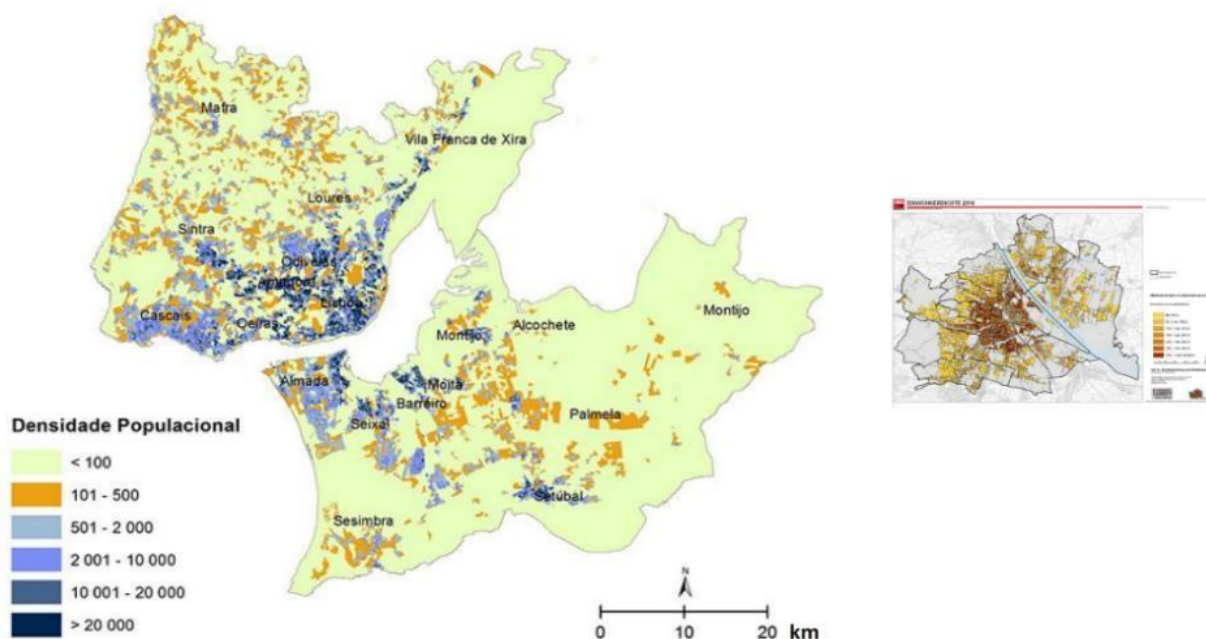 Mafra
Vila Franca de Xira
Loures
Sintra
Odivelas
Amadora
Lisboa
Cascais
Oeiras
Montijo
Alcochete
Montijo
Almada
Moita
Barreiro
Seixal
Palmela
Setúbal
Sesimbra
Densidade Populacional
< 100
101 - 500
501 - 2 000
2 001 - 10 000
10 001 - 20 000
> 20 000
N
0 10 20 km
EINWOHNERDICHTE 2018